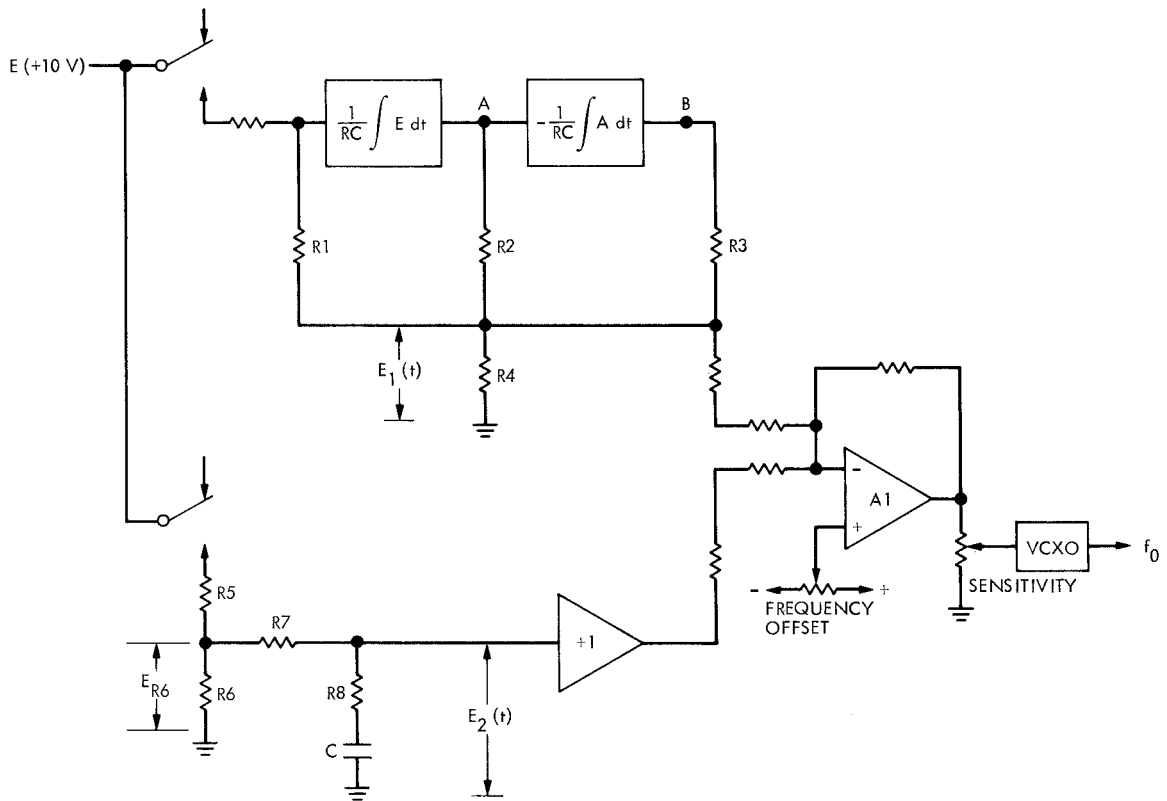 E (+10 V)
1/RC ∫ E dt
A
-1/RC ∫ A dt
B
R1
R2
R3
E1 (t)
R4
-
A1
+
VCXO
f0
SENSITIVITY
- +
FREQUENCY
OFFSET
R5
R7
+1
ER6
R6
R8
E2 (t)
C